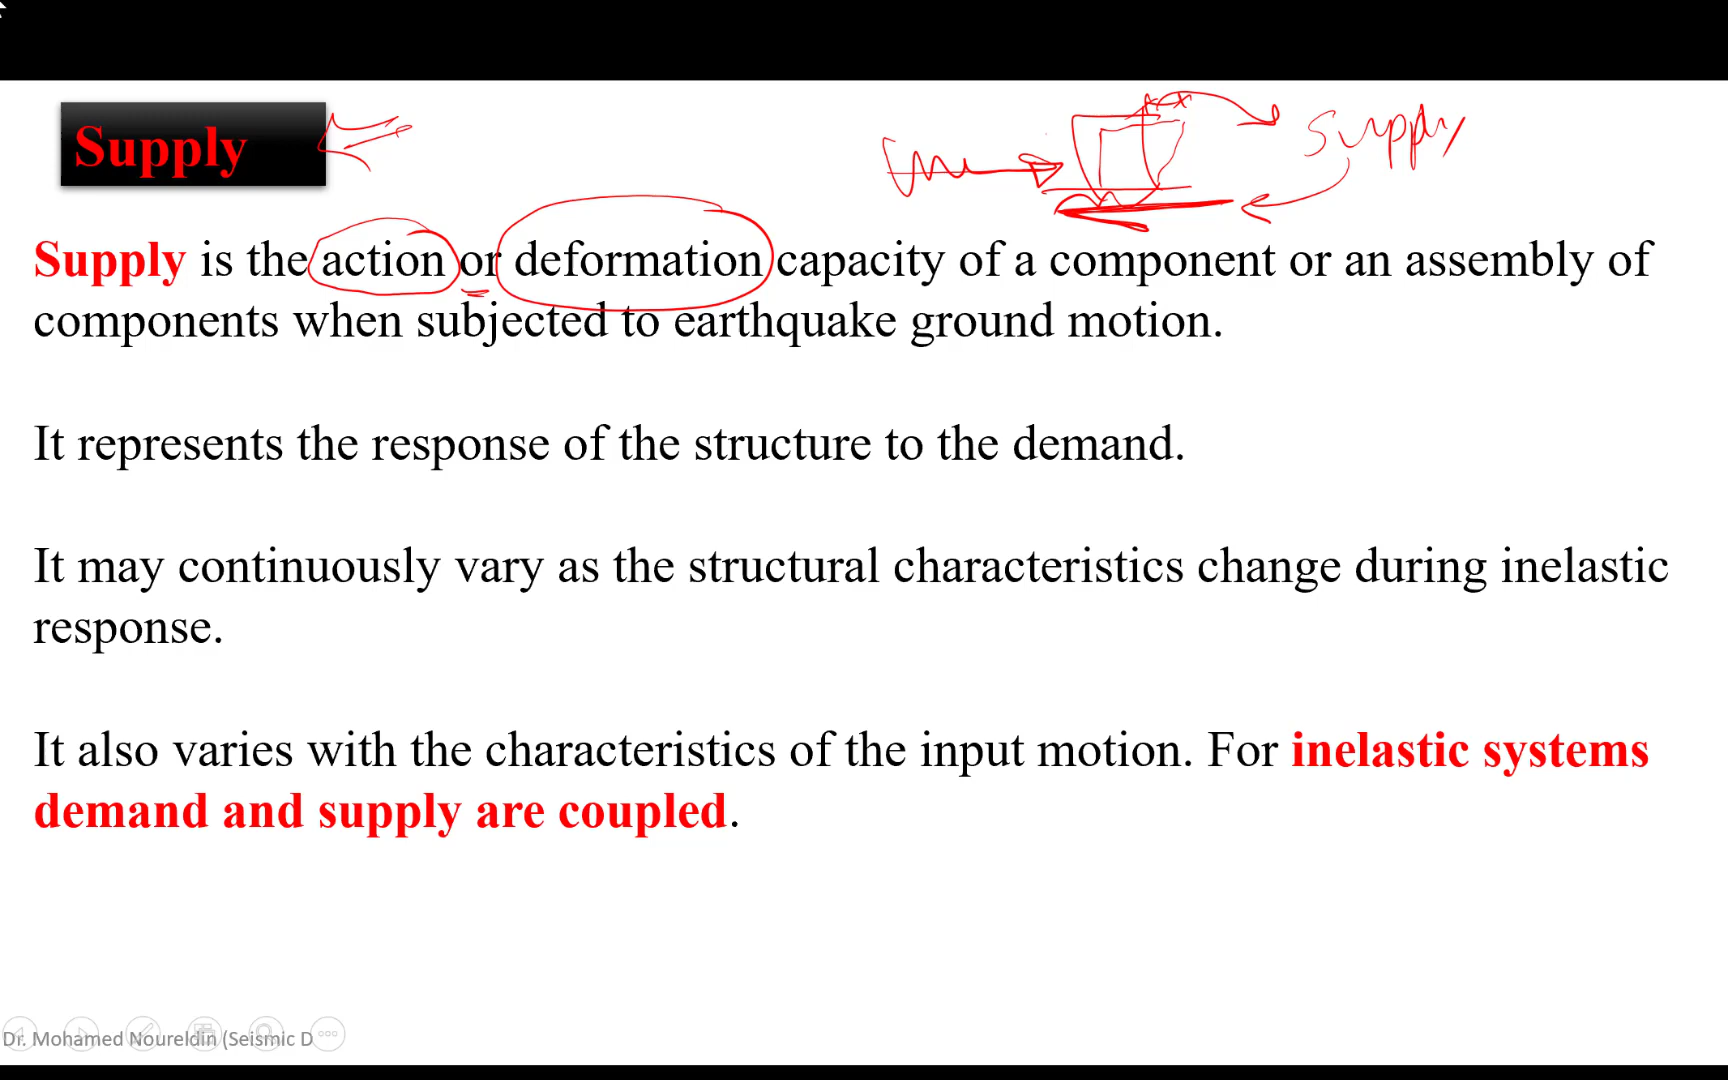 Supply
Supply
Supply is the action or deformation capacity of a component or an assembly of
components when subjected to earthquake ground motion.
It represents the response of the structure to the demand.
It may continuously vary as the structural characteristics change during inelastic
response.
It also varies with the characteristics of the input motion. For inelastic systems
demand and supply are coupled.
Dr. Mohamed Noureldin (Seismic D